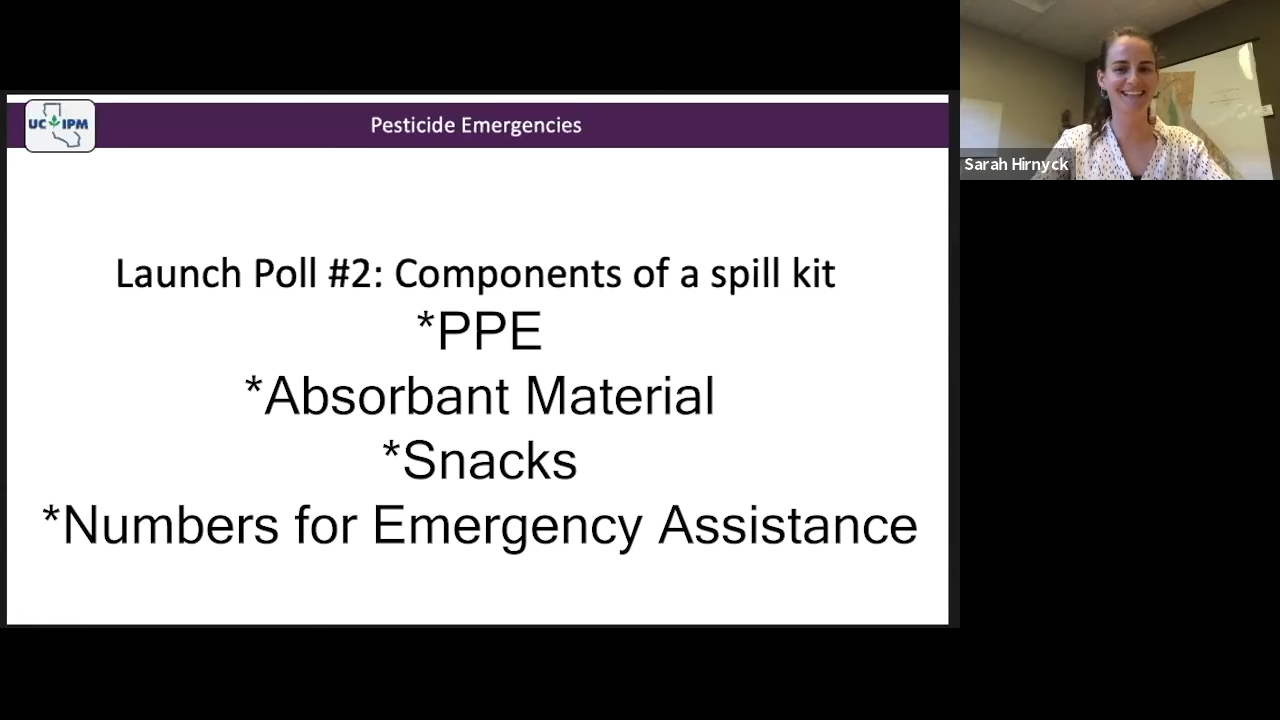 UC IPM
Pesticide Emergencies
Sarah Hirnyck
Launch Poll #2: Components of a spill kit
*PPE
*Absorbant Material
*Snacks
*Numbers for Emergency Assistance